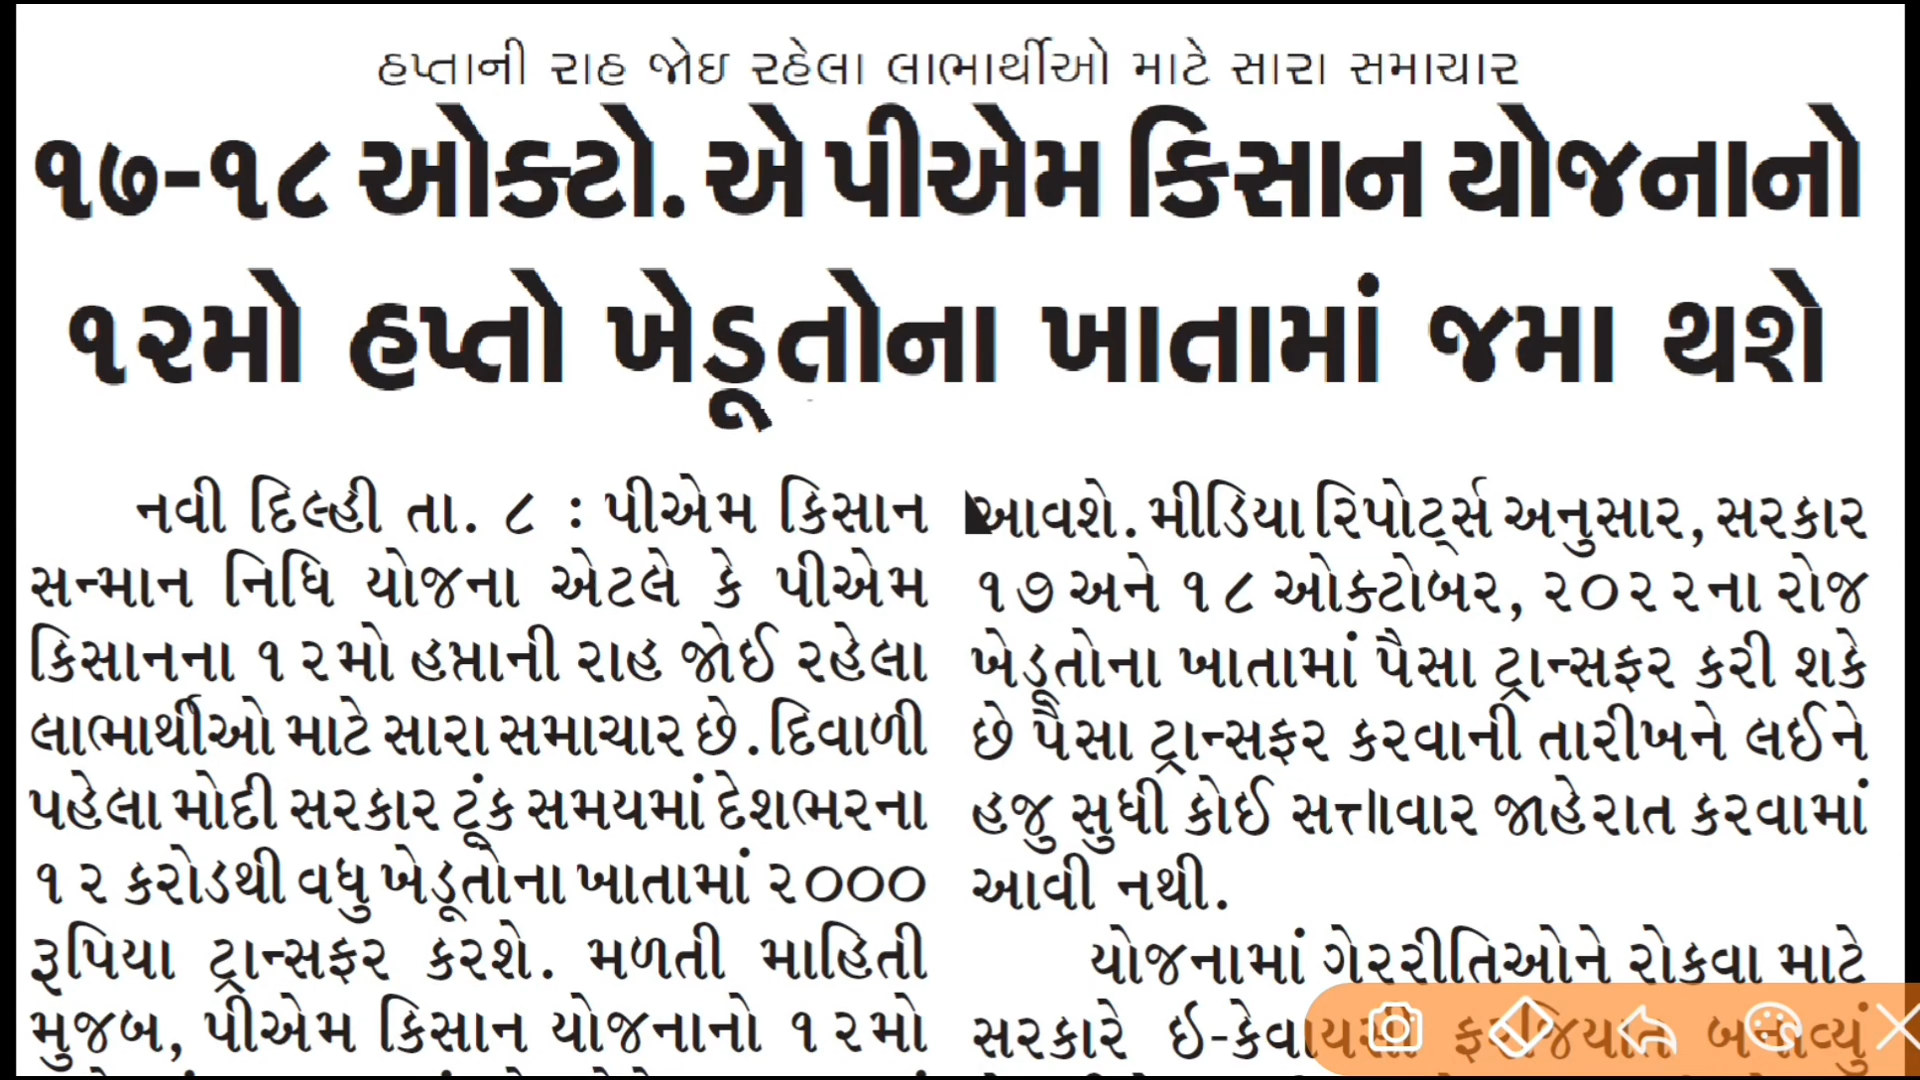 હપ્તાની રાહ જોઇ રહેલા લાભાર્થીઓ માટે સારા સમાચાર
૧૭-૧૮ ઓક્ટો. એ પીએમ કિસાન યોજનાનો
૧૨મો હપ્તો ખેડૂતોના ખાતામાં જમા થશે
નવી દિલ્હી તા. ૮ : પીએમ કિસાન
સન્માન નિધિ યોજના એટલે કે પીએમ
કિસાનના ૧૨મો હપ્તાની રાહ જોઈ રહેલા
લાભાર્થીઓ માટે સારા સમાચાર છે. દિવાળી
પહેલા મોદી સરકાર ટૂંક સમયમાં દેશભરના
૧૨ કરોડથી વધુ ખેડૂતોના ખાતામાં ૨૦૦૦
રૂપિયા ટ્રાન્સફર કરશે. મળતી માહિતી
મુજબ, પીએમ કિસાન યોજનાનો ૧૨મો
આવશે. મીડિયા રિપોર્ટ્સ અનુસાર, સરકાર
૧૭ અને ૧૮ ઓક્ટોબર, ૨૦૨૨ના રોજ
ખેડૂતોના ખાતામાં પૈસા ટ્રાન્સફર કરી શકે
છે પૈસા ટ્રાન્સફર કરવાની તારીખને લઈને
હજુ સુધી કોઈ સત્તાવાર જાહેરાત કરવામાં
આવી નથી.
યોજનામાં ગેરરીતિઓને રોકવા માટે
સરકારે ઇ-કેવાયસી ફરજિયાત બનાવ્યું